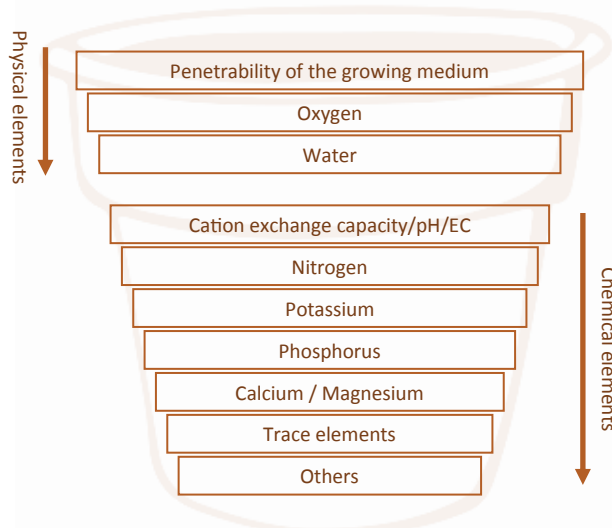 Physical elements
Penetrability of the growing medium
Oxygen
Water
Cation exchange capacity/pH/EC
Nitrogen
Potassium
Phosphorus
Calcium / Magnesium
Trace elements
Others
Chemical elements